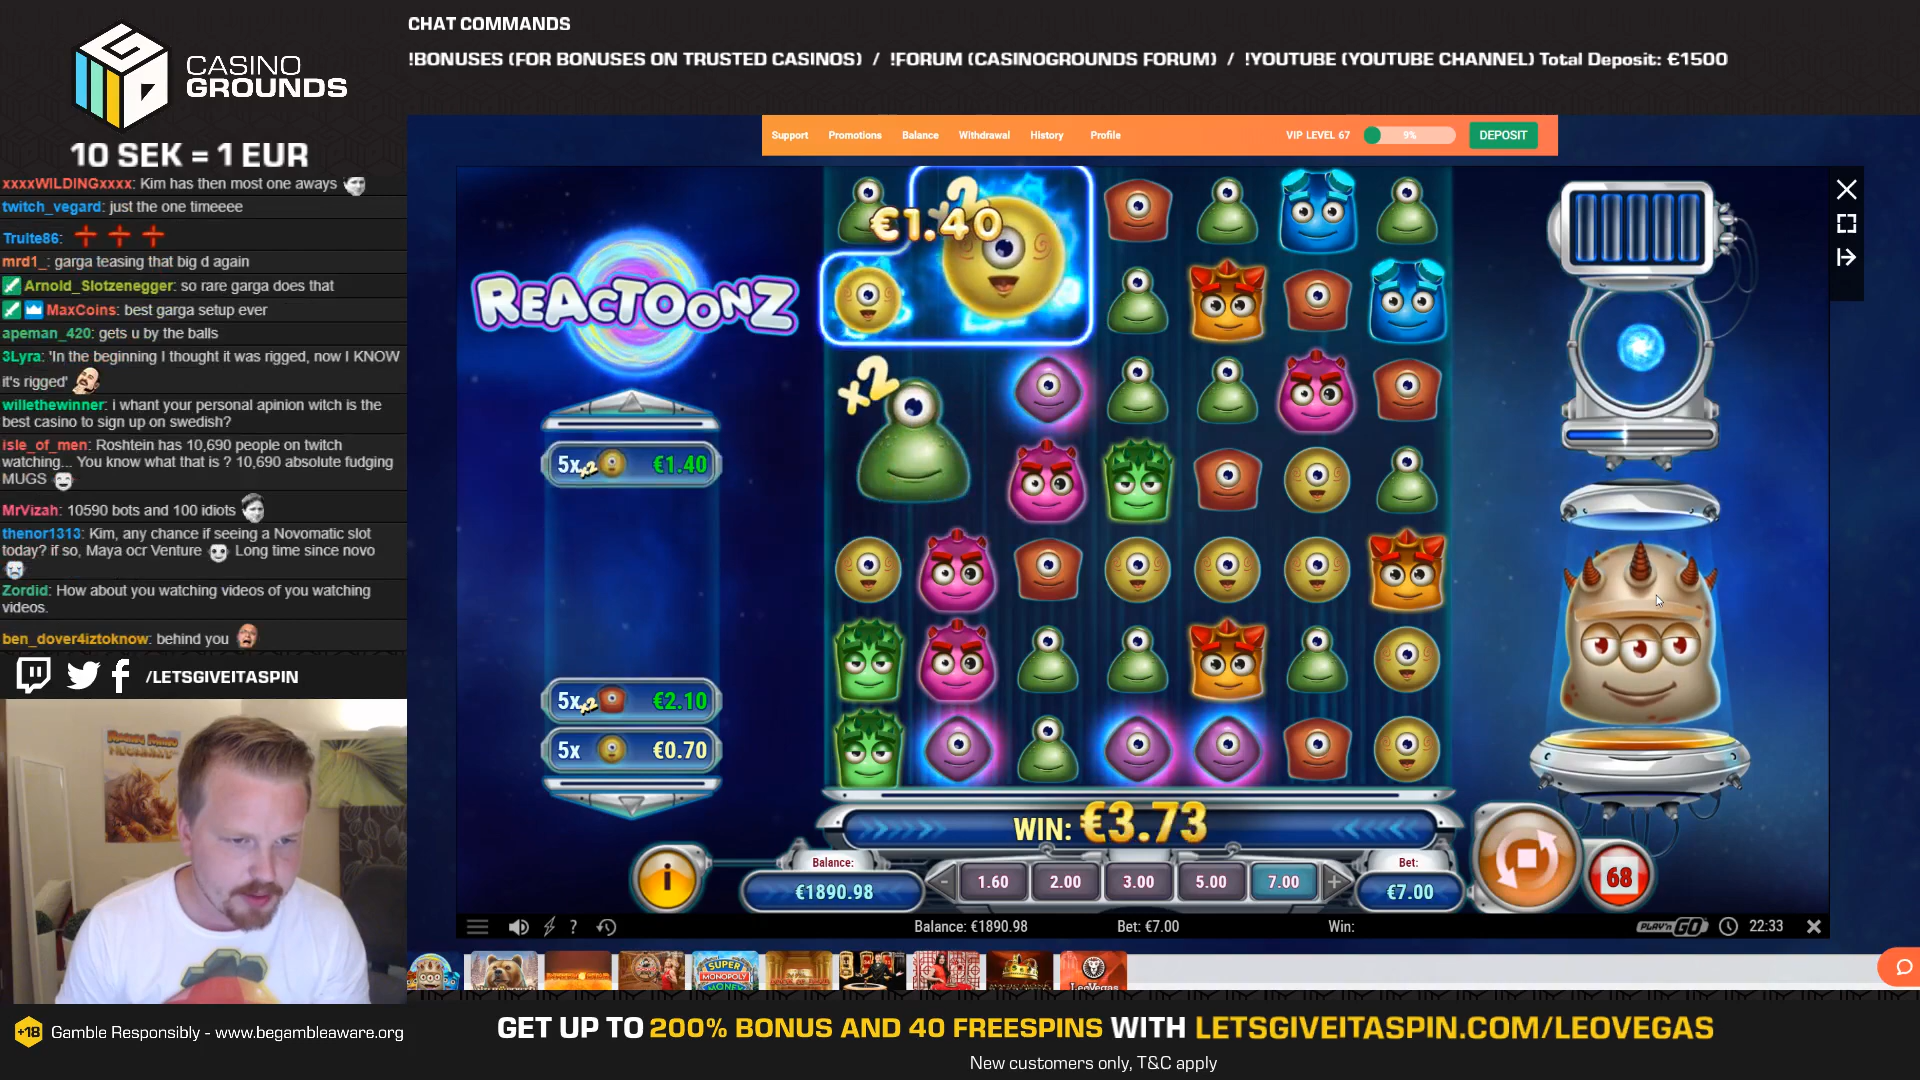 CASINO
GROUNDS
10 SEK = 1 EUR
CHAT COMMANDS
!BONUSES (FOR BONUSES ON TRUSTED CASINOS) / !FORUM (CASINOGROUNDS FORUM) / !YOUTUBE (YOUTUBE CHANNEL) Total Deposit: €1500
xxxxWILDINGxxxx: Kim has then most one aways
twitch_vegard: just the one timeeee
Trulte86:
mrd1_: garga teasing that big d again
Arnold_Slotzenegger: so rare garga does that
MaxCoins: best garga setup ever
apeman_420: gets u by the balls
3Lyra: 'In the beginning I thought it was rigged, now I KNOW
it's rigged'
willethewinner: i whant your personal apinion witch is the
best casino to sign up on swedish?
isle_of_men: Roshtein has 10,690 people on twitch
watching... You know what that is ? 10,690 absolute fudging
MUGS
MrVizah: 10590 bots and 100 idiots
thenor1313: Kim, any chance if seeing a Novomatic slot
today? if so, Maya ocr Venture Long time since novo
Zordid: How about you watching videos of you watching
videos.
ben_dover4iztoknow: behind you
/LETSGIVEITASPIN
Support Promotions Balance Withdrawal History Profile VIP LEVEL 67 9% DEPOSIT
REACTOONZ
x2
€1.40
x2
5x x2 €1.40
5x x2 €2.10
5x €0.70
WIN: €3.73
Balance:
€1890.98
- 1.60 2.00 3.00 5.00 7.00 +
Bet:
€7.00
68
Balance: €1890.98 Bet: €7.00 Win: PLAY'n GO 22:33
SUPER
MONOPOLY
MONEY
LeoVegas
+18 Gamble Responsibly - www.begambleaware.org
GET UP TO 200% BONUS AND 40 FREESPINS WITH LETSGIVEITASPIN.COM/LEOVEGAS
New customers only, T&C apply